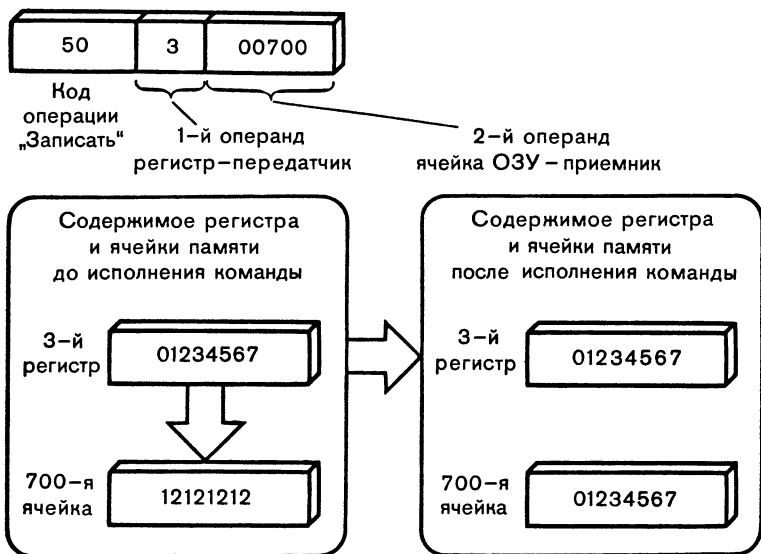 50 3 00700
Код
операции
„Записать“
1-й операнд
регистр-передатчик
2-й операнд
ячейка ОЗУ – приемник
Содержимое регистра
и ячейки памяти
до исполнения команды
3-й
регистр
01234567
700-я
ячейка
12121212
Содержимое регистра
и ячейки памяти
после исполнения команды
3-й
регистр
01234567
700-я
ячейка
01234567